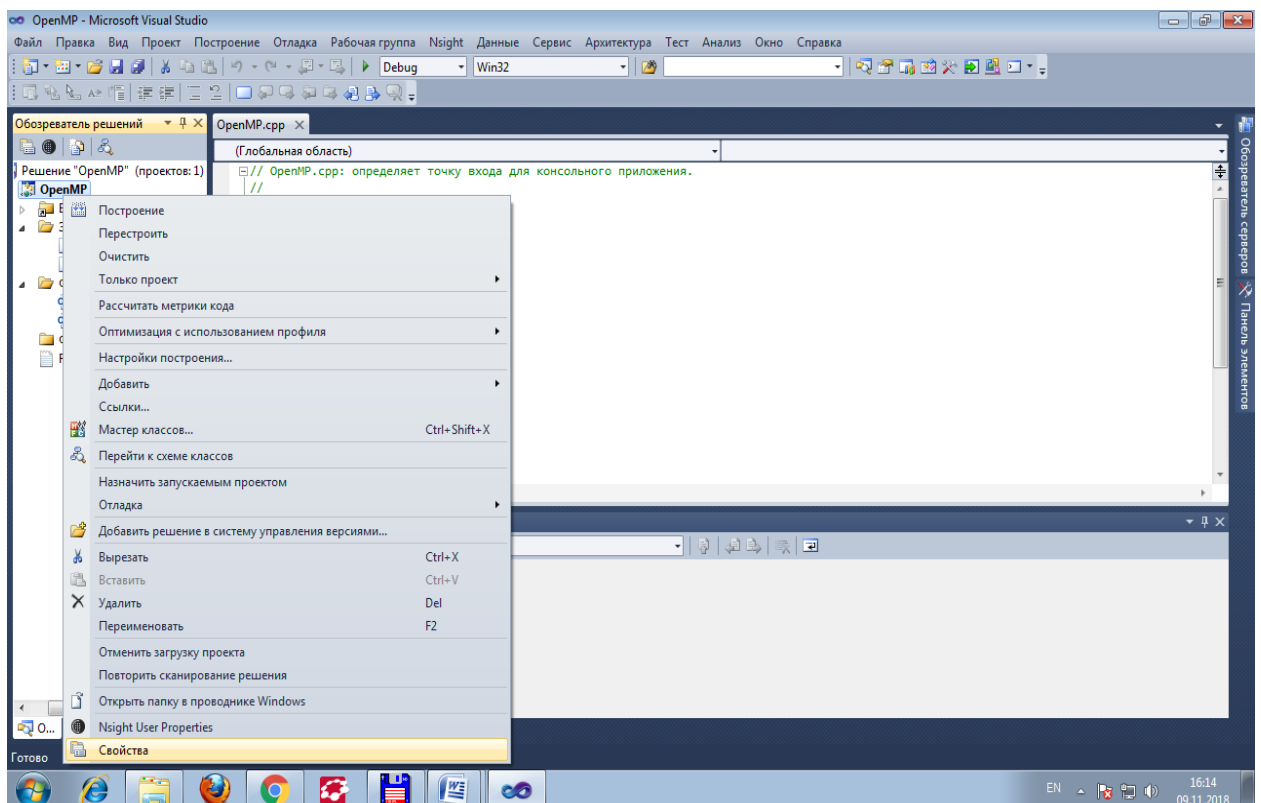 OpenMP - Microsoft Visual Studio
Файл Правка Вид Проект Построение Отладка Рабочая группа Nsight Данные Сервис Архитектура Тест Анализ Окно Справка
Debug Win32
Обозреватель решений OpenMP.cpp
(Глобальная область)
Решение "OpenMP" (проектов: 1)
// OpenMP.cpp: определяет точку входа для консольного приложения.
OpenMP
//
Построение
Перестроить
Очистить
Только проект
Рассчитать метрики кода
Оптимизация с использованием профиля
Настройки построения...
Добавить
Ссылки...
Мастер классов... Ctrl+Shift+X
Перейти к схеме классов
Назначить запускаемым проектом
Отладка
Добавить решение в систему управления версиями...
Вырезать Ctrl+X
Вставить Ctrl+V
Удалить Del
Переименовать F2
Отменить загрузку проекта
Повторить сканирование решения
Открыть папку в проводнике Windows
Nsight User Properties
Свойства
О...
Готово
Обозреватель серверов
Панель элементов
EN
16:14
09.11.2018